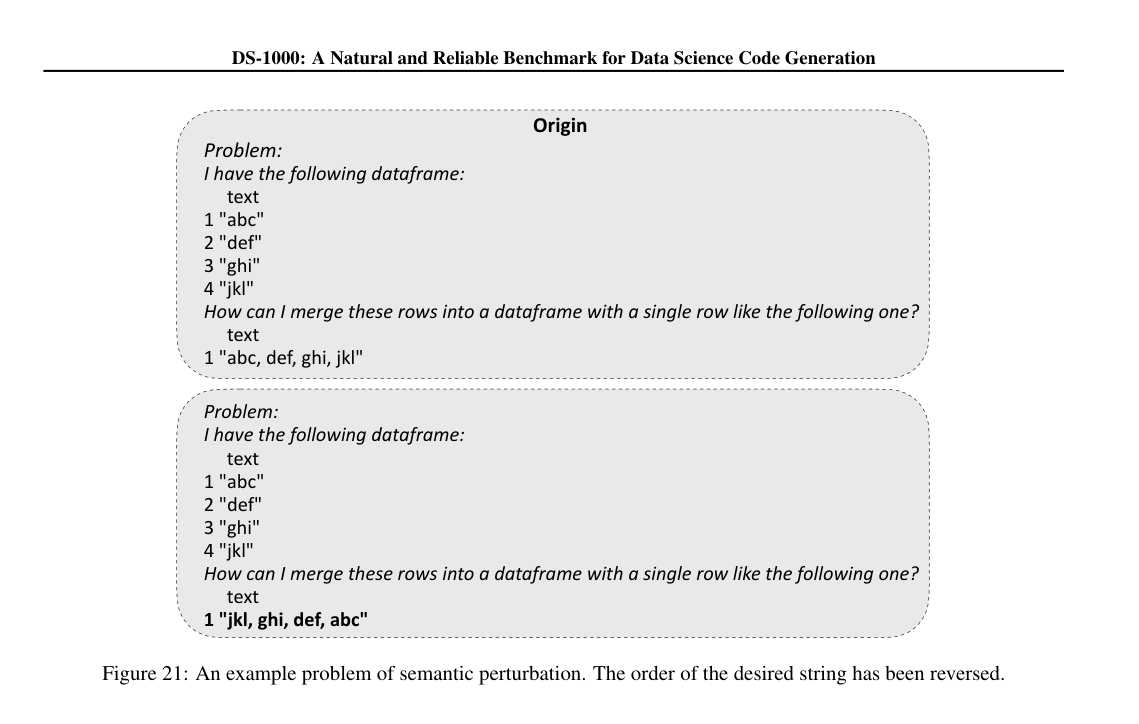 DS-1000: A Natural and Reliable Benchmark for Data Science Code Generation
Origin
Problem:
I have the following dataframe:
text
1 "abc"
2 "def"
3 "ghi"
4 "jkl"
How can I merge these rows into a dataframe with a single row like the following one?
text
1 "abc, def, ghi, jkl"
Problem:
I have the following dataframe:
text
1 "abc"
2 "def"
3 "ghi"
4 "jkl"
How can I merge these rows into a dataframe with a single row like the following one?
text
1 "jkl, ghi, def, abc"
Figure 21: An example problem of semantic perturbation. The order of the desired string has been reversed.